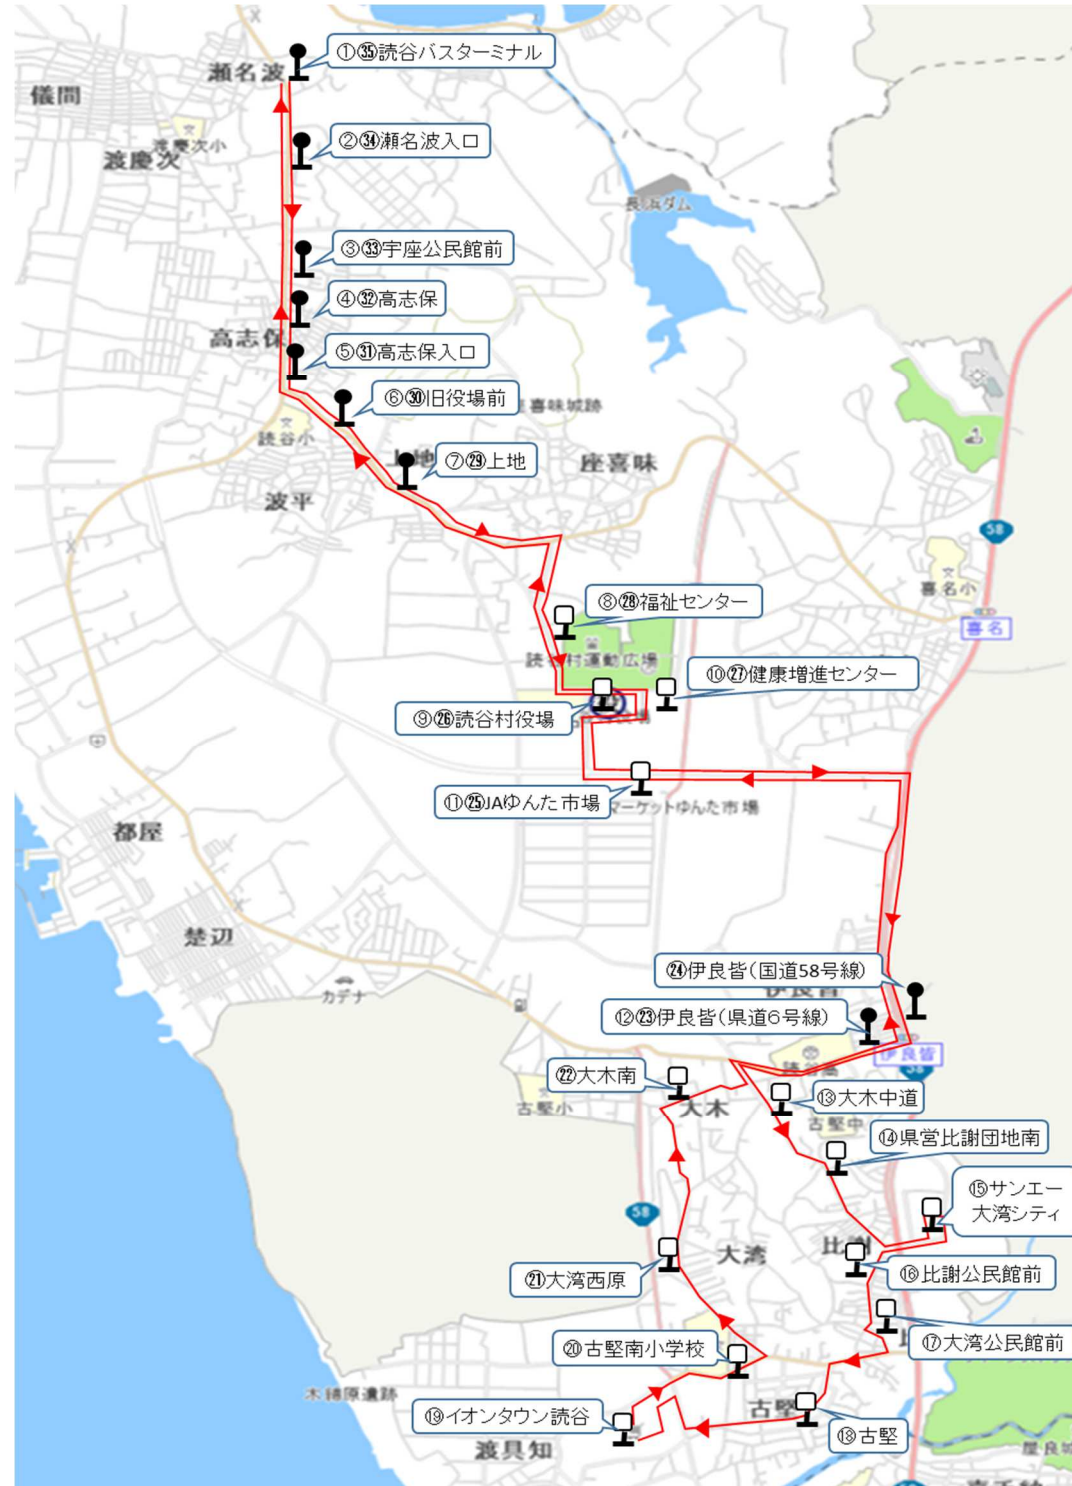 ①㉟読谷バスターミナル
瀬名波
儀間
渡慶次小
②㉞瀬名波入口
渡慶次
長浜ダム
③㉝宇座公民館前
④㉜高志保
高志保
⑤㉛高志保入口
⑥㉚旧役場前
喜味城跡
読谷小
⑦㉙上地
座喜味
波平
58
喜名小
⑧㉘福祉センター
喜名
読谷村運動広場
⑩㉗健康増進センター
⑨㉖読谷村役場
⑪㉕JAゆんた市場
マーケットゆんた市場
都屋
楚辺
㉔伊良皆(国道58号線)
カデナ
⑫㉓伊良皆(県道6号線)
伊良皆
58
㉒大木南
大木
古堅小
⑬大木中道
古堅中
⑭県営比謝団地南
⑮サンエー
大湾シティ
58
大湾
比謝
⑯比謝公民館前
㉑大湾西原
⑰大湾公民館前
⑳古堅南小学校
木綿原遺跡
⑲イオンタウン読谷
古堅
⑱古堅
渡具知